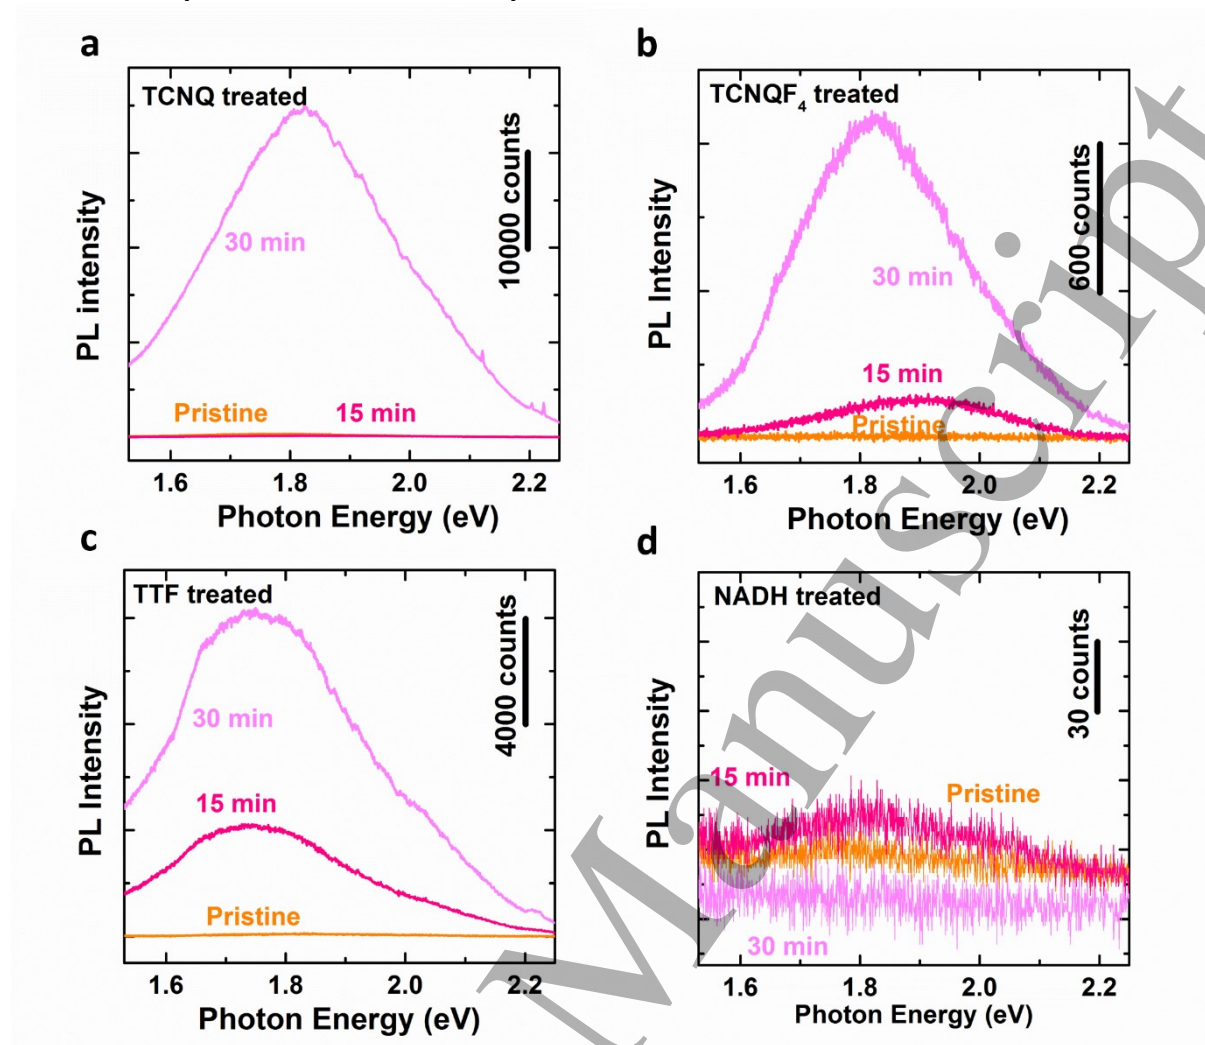 a
TCNQ treated
10000 counts
30 min
Pristine
15 min
PL intensity
1.6
1.8
2.0
2.2
Photon Energy (eV)
b
TCNQF4 treated
600 counts
30 min
15 min
Pristine
PL Intensity
1.6
1.8
2.0
2.2
Photon Energy (eV)
c
TTF treated
4000 counts
30 min
15 min
Pristine
PL Intensity
1.6
1.8
2.0
2.2
Photon Energy (eV)
d
NADH treated
30 counts
15 min
Pristine
30 min
PL Intensity
1.6
1.8
2.0
2.2
Photon Energy (eV)
Manuscript